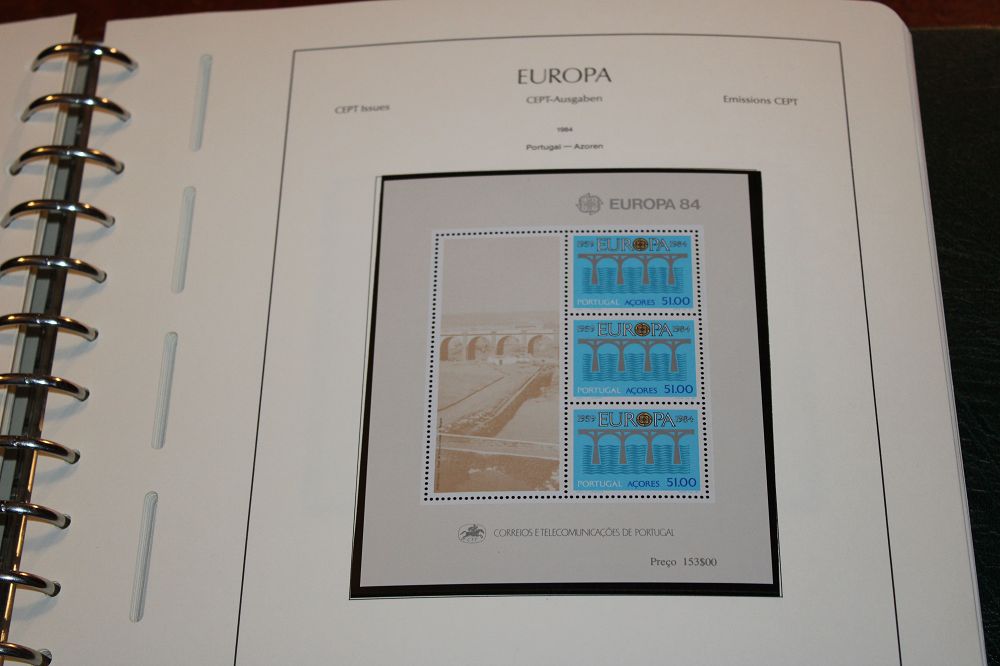 EUROPA
CEPT Issues
CEPT-Ausgaben
Emissions CEPT
1984
Portugal — Azoren
EUROPA 84
1959 EUROPA 1984
PORTUGAL AÇORES 51.00
1959 EUROPA 1984
PORTUGAL AÇORES 51.00
1959 EUROPA 1984
PORTUGAL AÇORES 51.00
CORREIOS E TELECOMUNICAÇÕES DE PORTUGAL
Preço 153$00